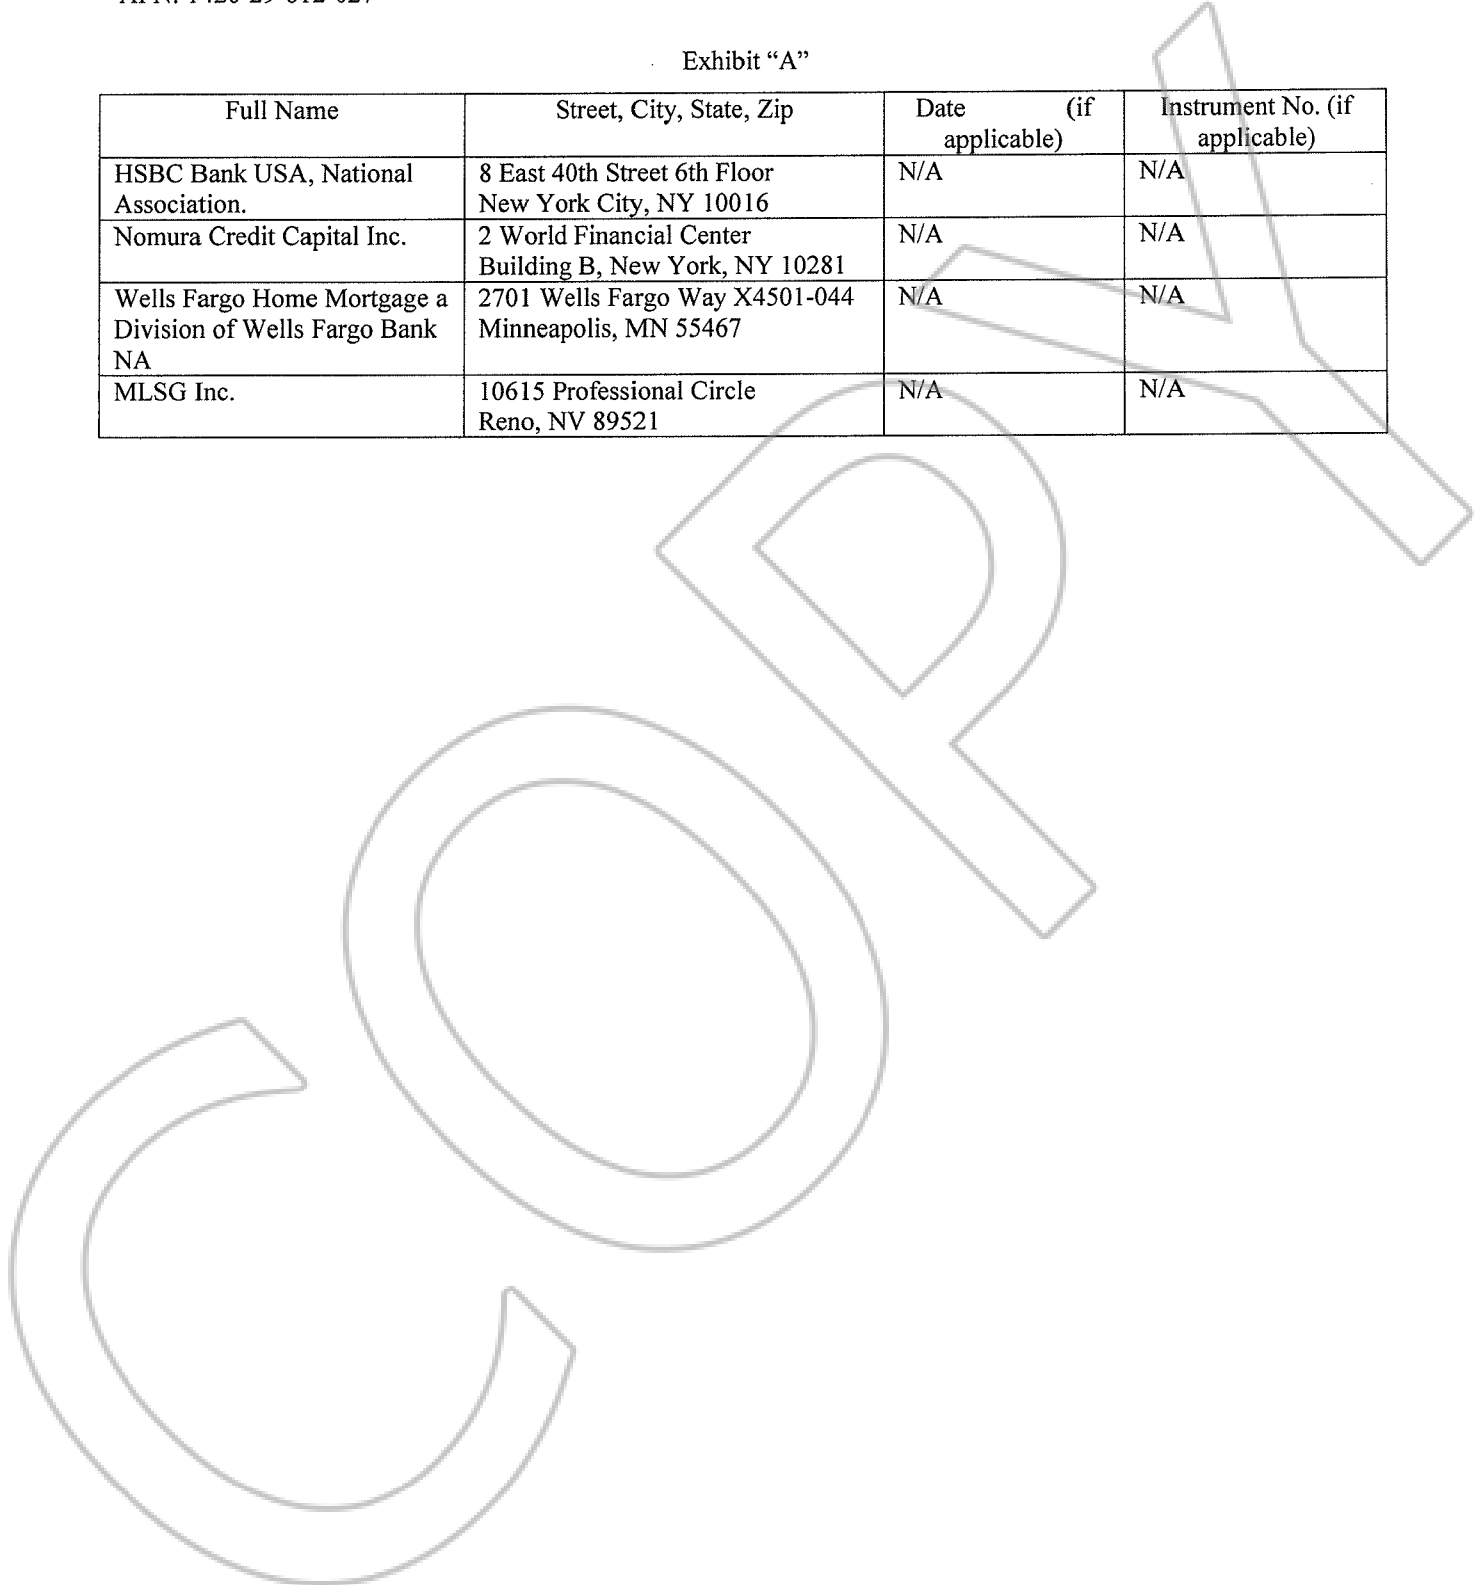 Exhibit “A”
Full Name
Street, City, State, Zip
Date (if
applicable)
Instrument No. (if
applicable)
HSBC Bank USA, National
Association.
8 East 40th Street 6th Floor
New York City, NY 10016
N/A
N/A
Nomura Credit Capital Inc.
2 World Financial Center
Building B, New York, NY 10281
N/A
N/A
Wells Fargo Home Mortgage a
Division of Wells Fargo Bank
NA
2701 Wells Fargo Way X4501-044
Minneapolis, MN 55467
N/A
N/A
MLSG Inc.
10615 Professional Circle
Reno, NV 89521
N/A
N/A
COPY